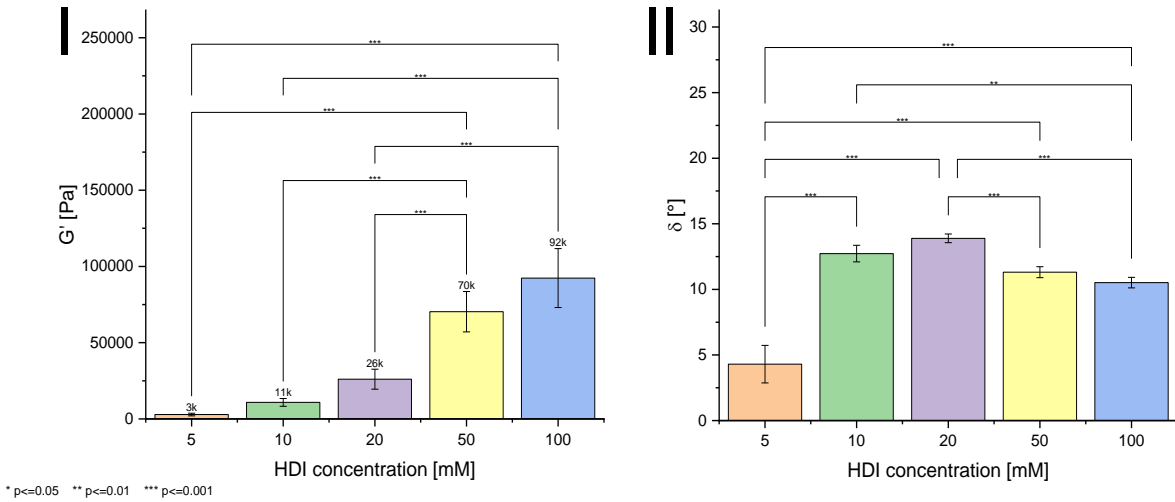 I
G' [Pa]
250000
200000
150000
100000
50000
0
***
***
***
***
***
***
3k
11k
26k
70k
92k
5 10 20 50 100
HDI concentration [mM]
II
δ [°]
30
25
20
15
10
5
0
***
**
***
***
***
***
***
5 10 20 50 100
HDI concentration [mM]
* p<=0.05 ** p<=0.01 *** p<=0.001